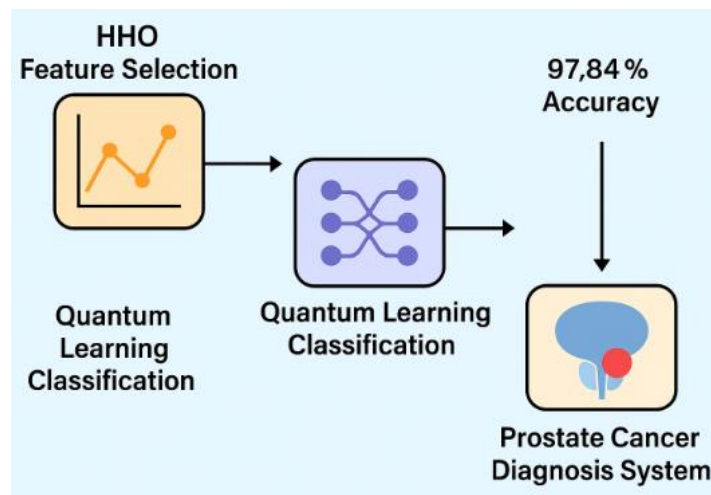 HHO
Feature Selection
97,84 %
Accuracy
Quantum
Learning
Classification
Quantum Learning
Classification
Prostate Cancer
Diagnosis System